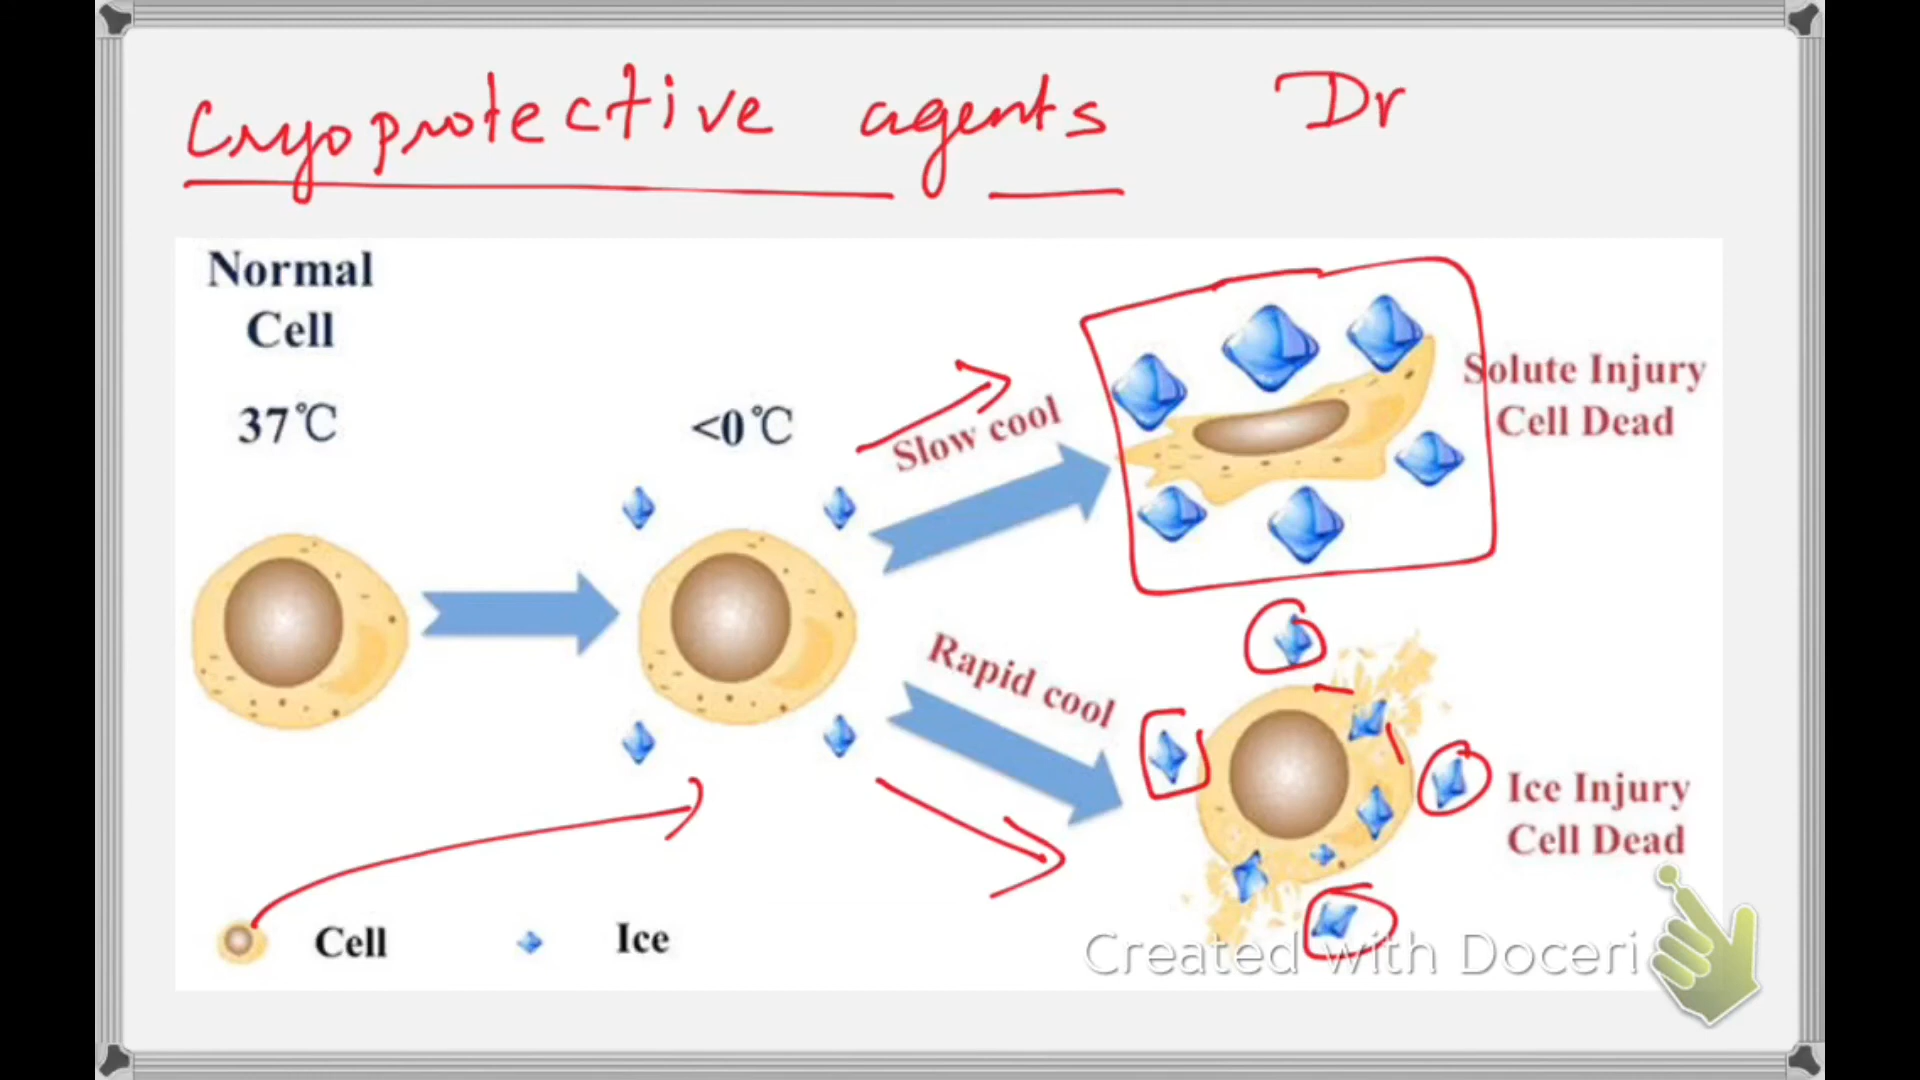 Cryoprotective agents Dr
Normal
Cell
37℃
<0℃
Slow cool
Solute Injury
Cell Dead
Rapid cool
Ice Injury
Cell Dead
Cell
Ice
Created with Doceri